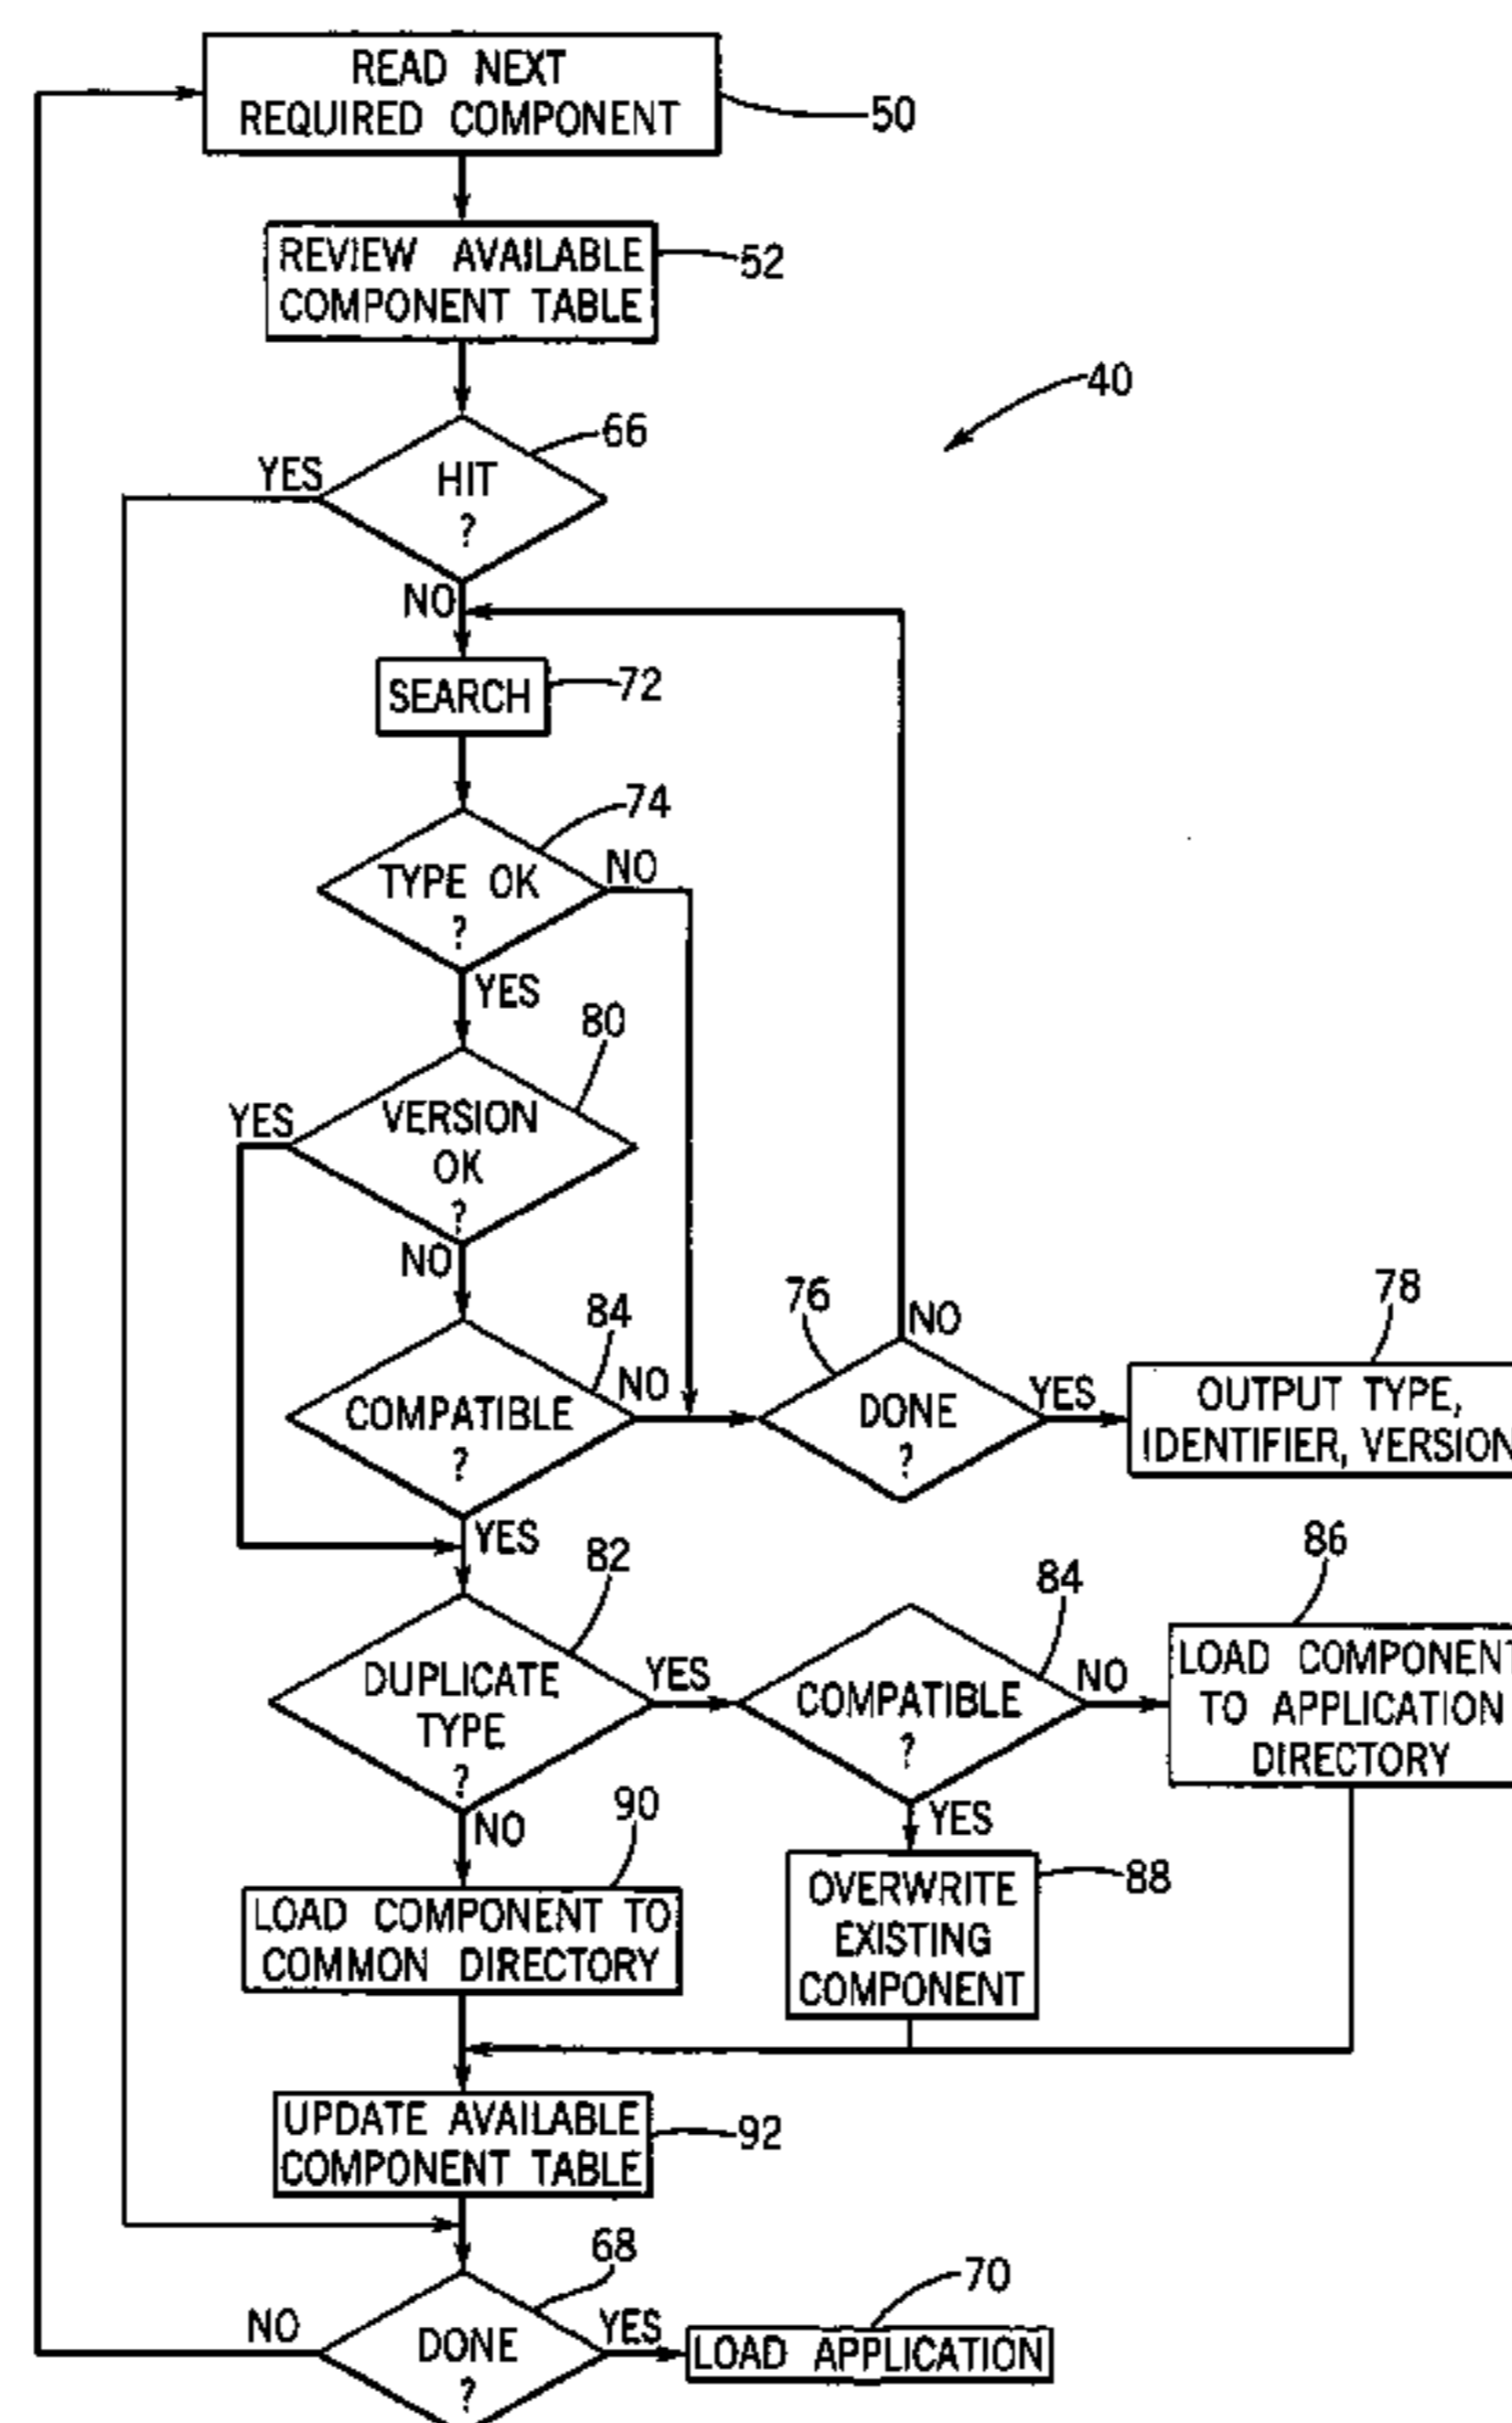 READ NEXT
REQUIRED COMPONENT
50
REVIEW AVAILABLE
COMPONENT TABLE
52
40
66
YES
HIT
?
NO
SEARCH
72
74
TYPE OK
?
NO
YES
80
YES
VERSION
OK
?
NO
84
COMPATIBLE
?
NO
YES
76
DONE
?
NO
YES
78
OUTPUT TYPE,
IDENTIFIER, VERSION
82
DUPLICATE
TYPE
?
YES
NO
84
COMPATIBLE
?
NO
YES
86
LOAD COMPONENT
TO APPLICATION
DIRECTORY
90
LOAD COMPONENT TO
COMMON DIRECTORY
88
OVERWRITE
EXISTING
COMPONENT
UPDATE AVAILABLE
COMPONENT TABLE
92
68
NO
DONE
?
YES
70
LOAD APPLICATION